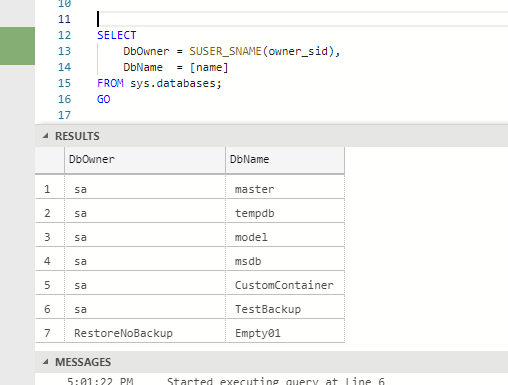 10
11
12 SELECT
13 DbOwner = SUSER_SNAME(owner_sid),
14 DbName = [name]
15 FROM sys.databases;
16 GO
17
RESULTS
DbOwner DbName
1 sa master
2 sa tempdb
3 sa model
4 sa msdb
5 sa CustomContainer
6 sa TestBackup
7 RestoreNoBackup Empty01
MESSAGES
5:01:22 PM Started executing query at Line 6